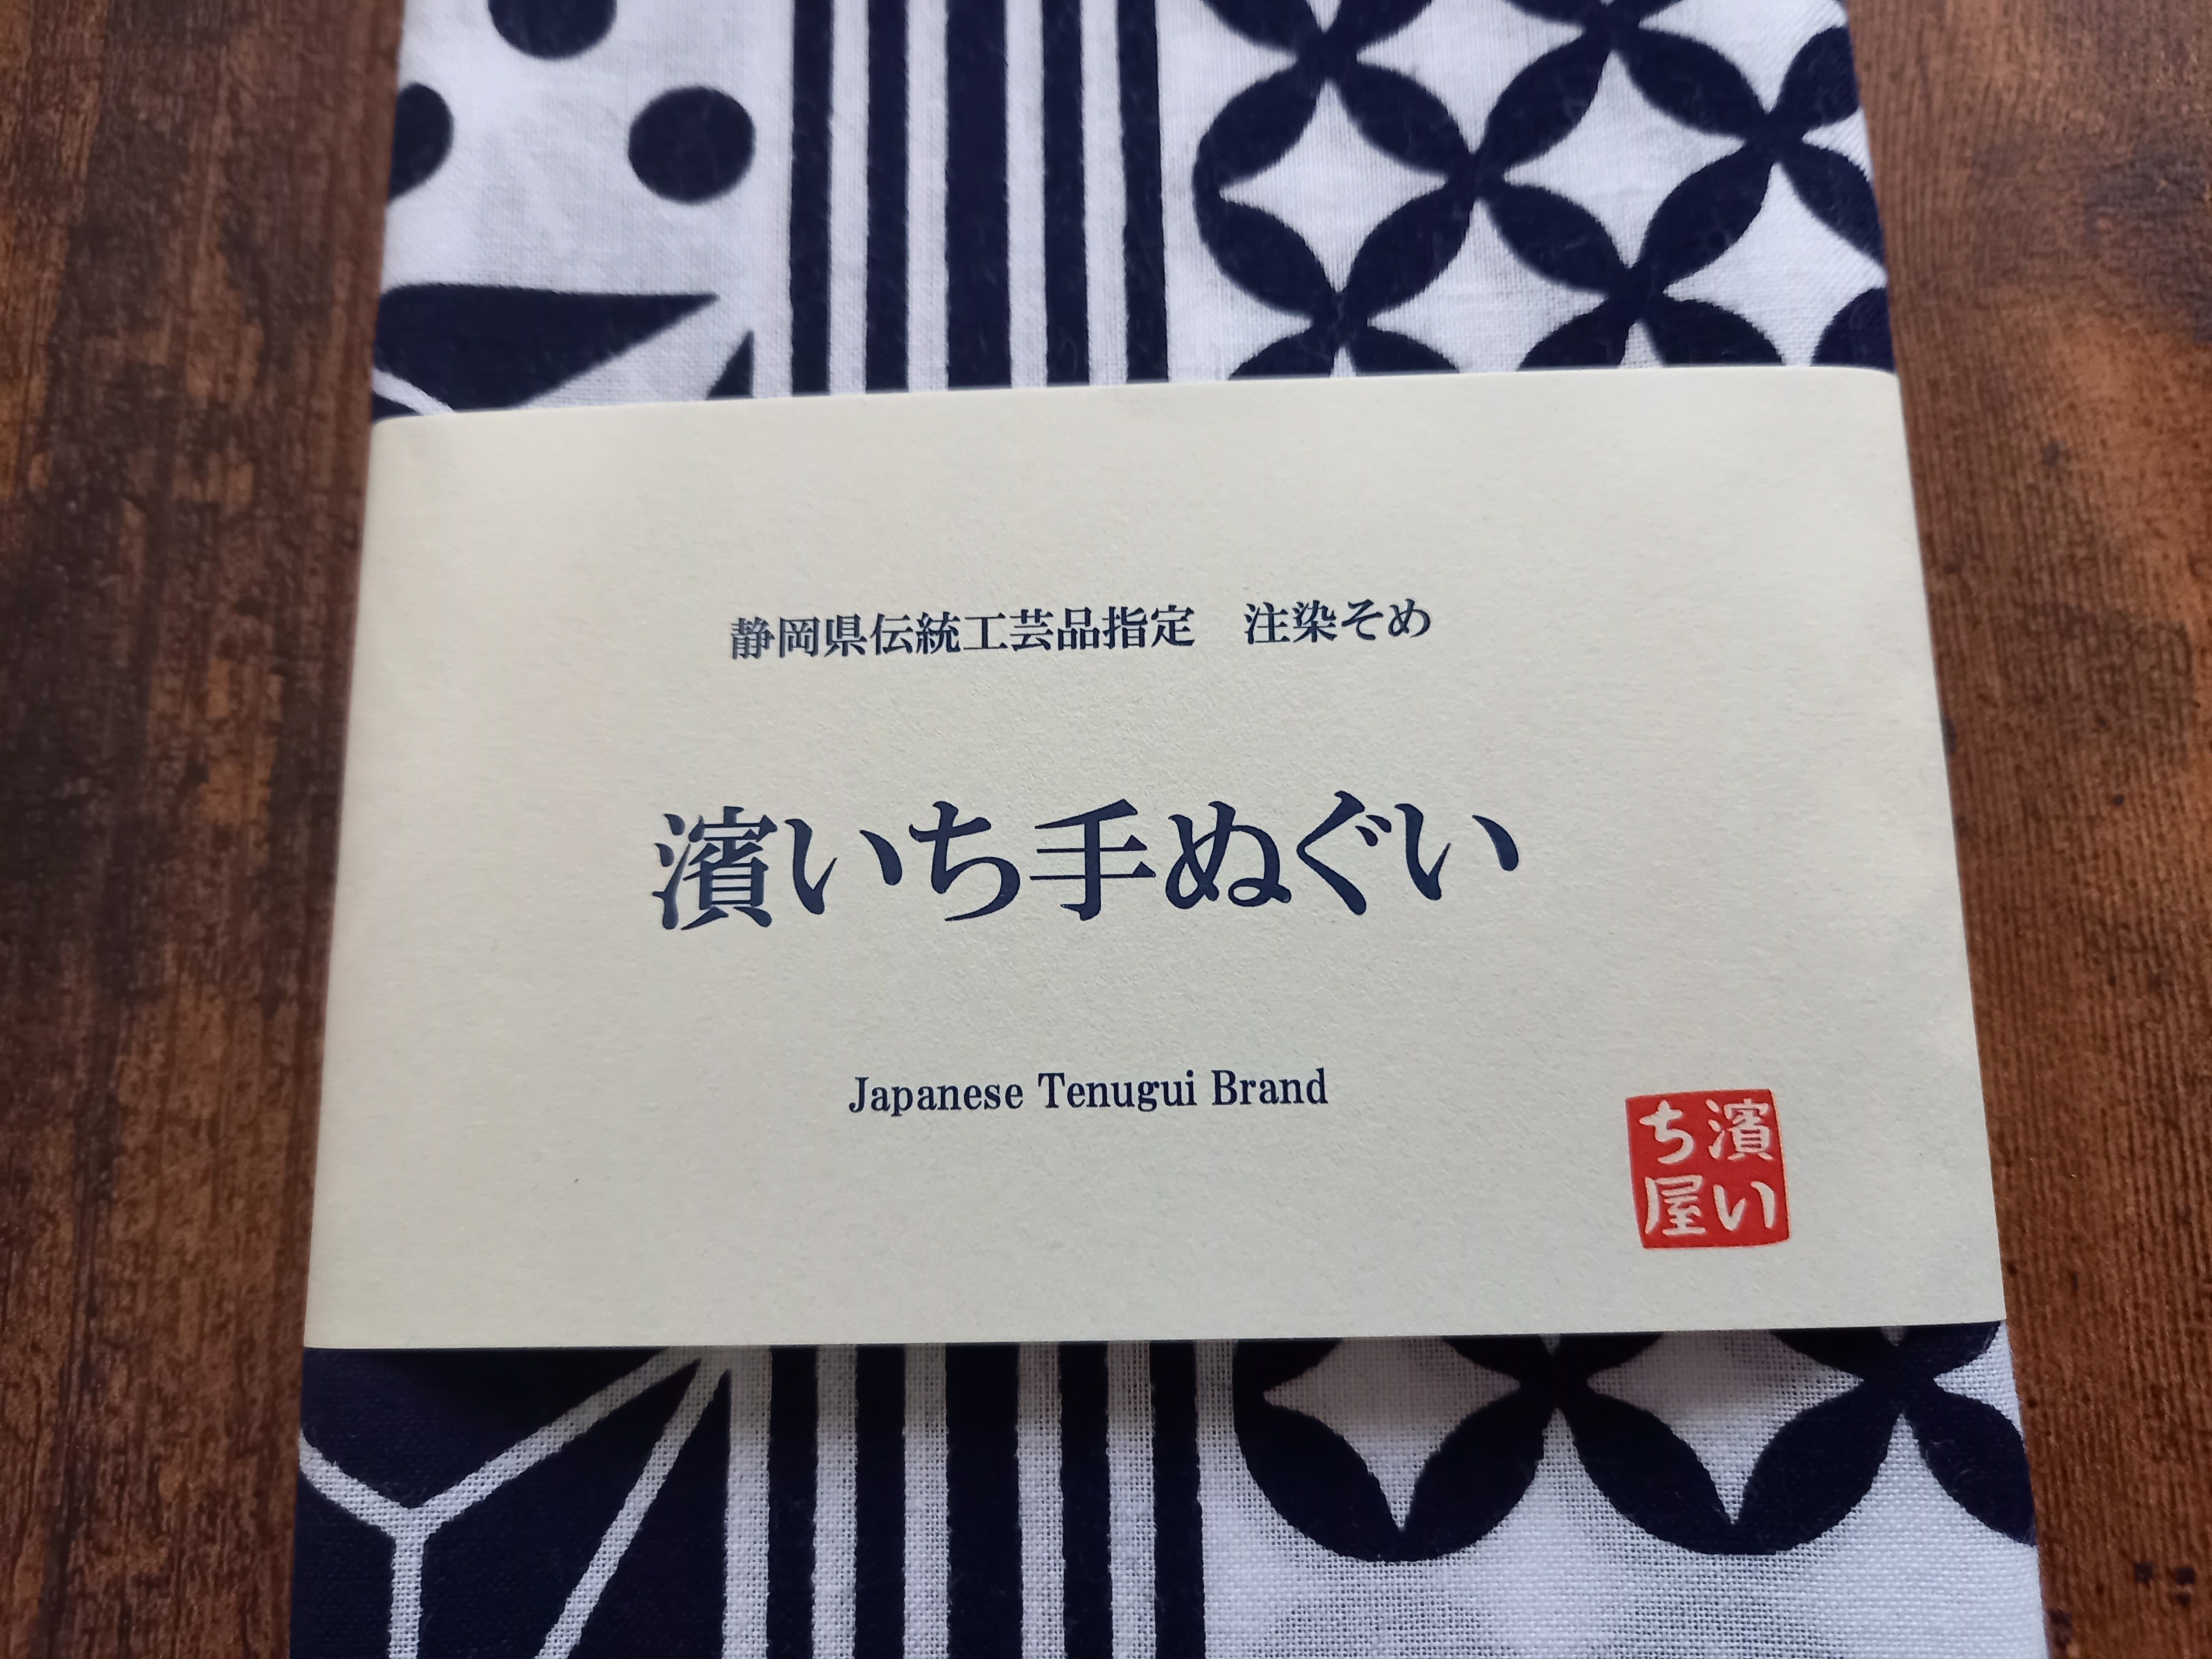 静岡県伝統工芸品指定　注染そめ
濱いち手ぬぐい
Japanese Tenugui Brand
濱い
ち屋